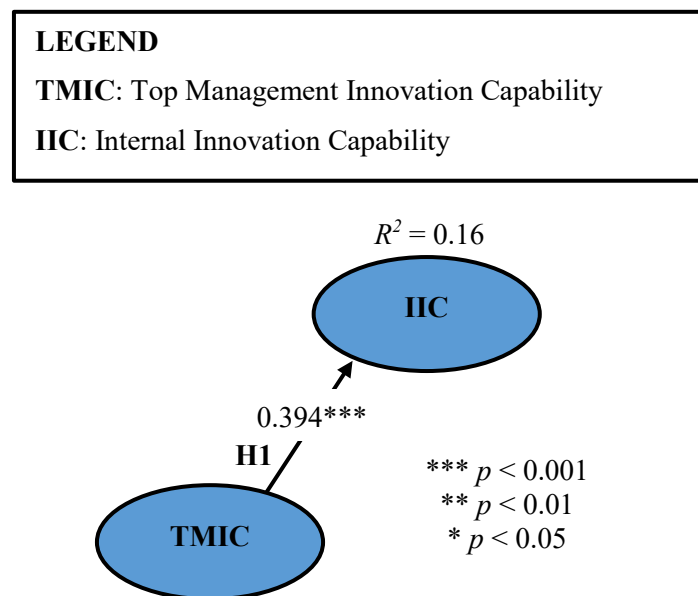 LEGEND
TMIC: Top Management Innovation Capability
IIC: Internal Innovation Capability
R² = 0.16
IIC
0.394***
H1
*** p < 0.001
** p < 0.01
* p < 0.05
TMIC